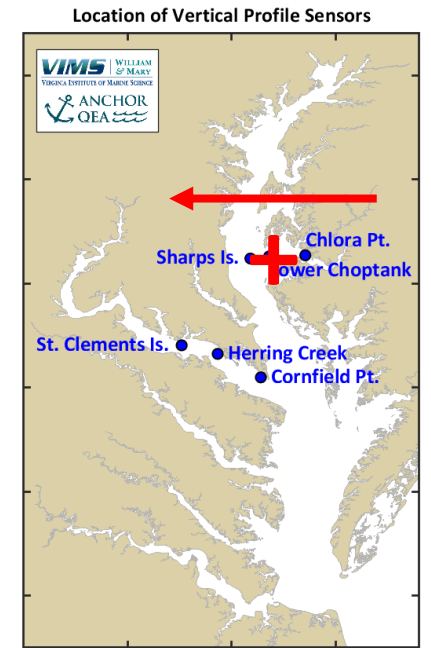 Location of Vertical Profile Sensors
VIMS | WILLIAM & MARY
VIRGINIA INSTITUTE OF MARINE SCIENCE
ANCHOR
QEA
Chlora Pt.
Sharps Is.
ower Choptank
St. Clements Is.
Herring Creek
Cornfield Pt.